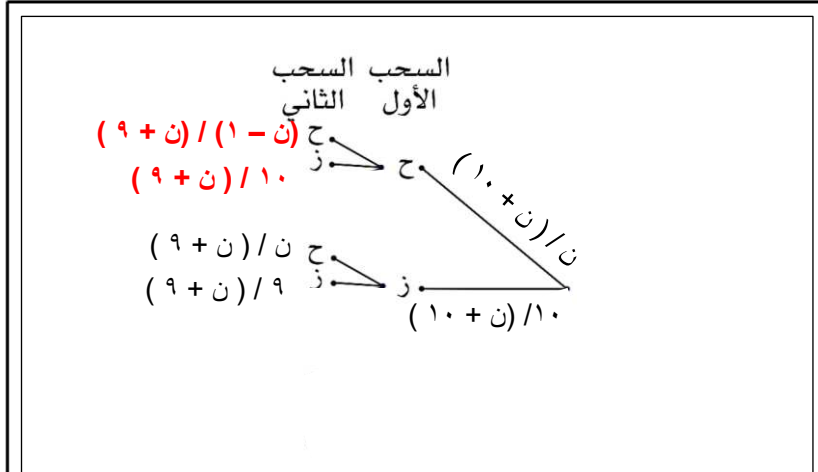 السحب السحب
الأول الثاني
ح (ن – ١) / (ن + ٩ )
ز ١٠ / (ن + ٩ )
ح
ن / (ن + ١٠)
ح ن / ( ن + ٩ )
ز ٩ / ( ن + ٩ )
ز
١٠/ (ن + ١٠ )